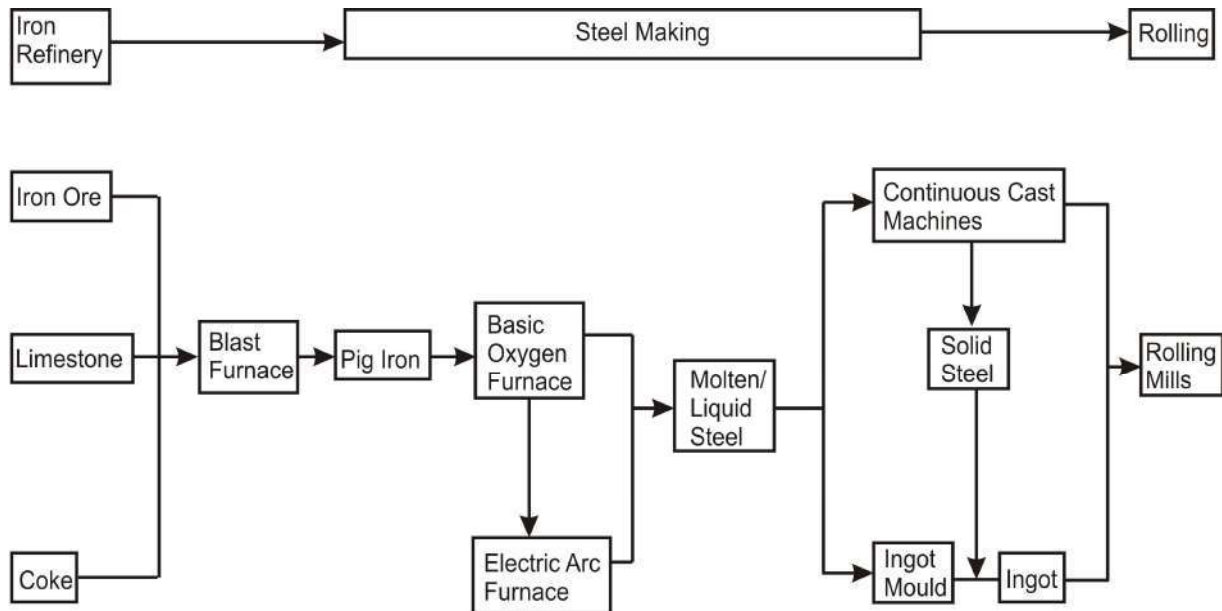 Iron
Refinery
Steel Making
Rolling
Iron Ore
Limestone
Coke
Blast
Furnace
Pig Iron
Basic
Oxygen
Furnace
Electric Arc
Furnace
Molten/
Liquid
Steel
Continuous Cast
Machines
Solid
Steel
Ingot
Mould
Ingot
Rolling
Mills